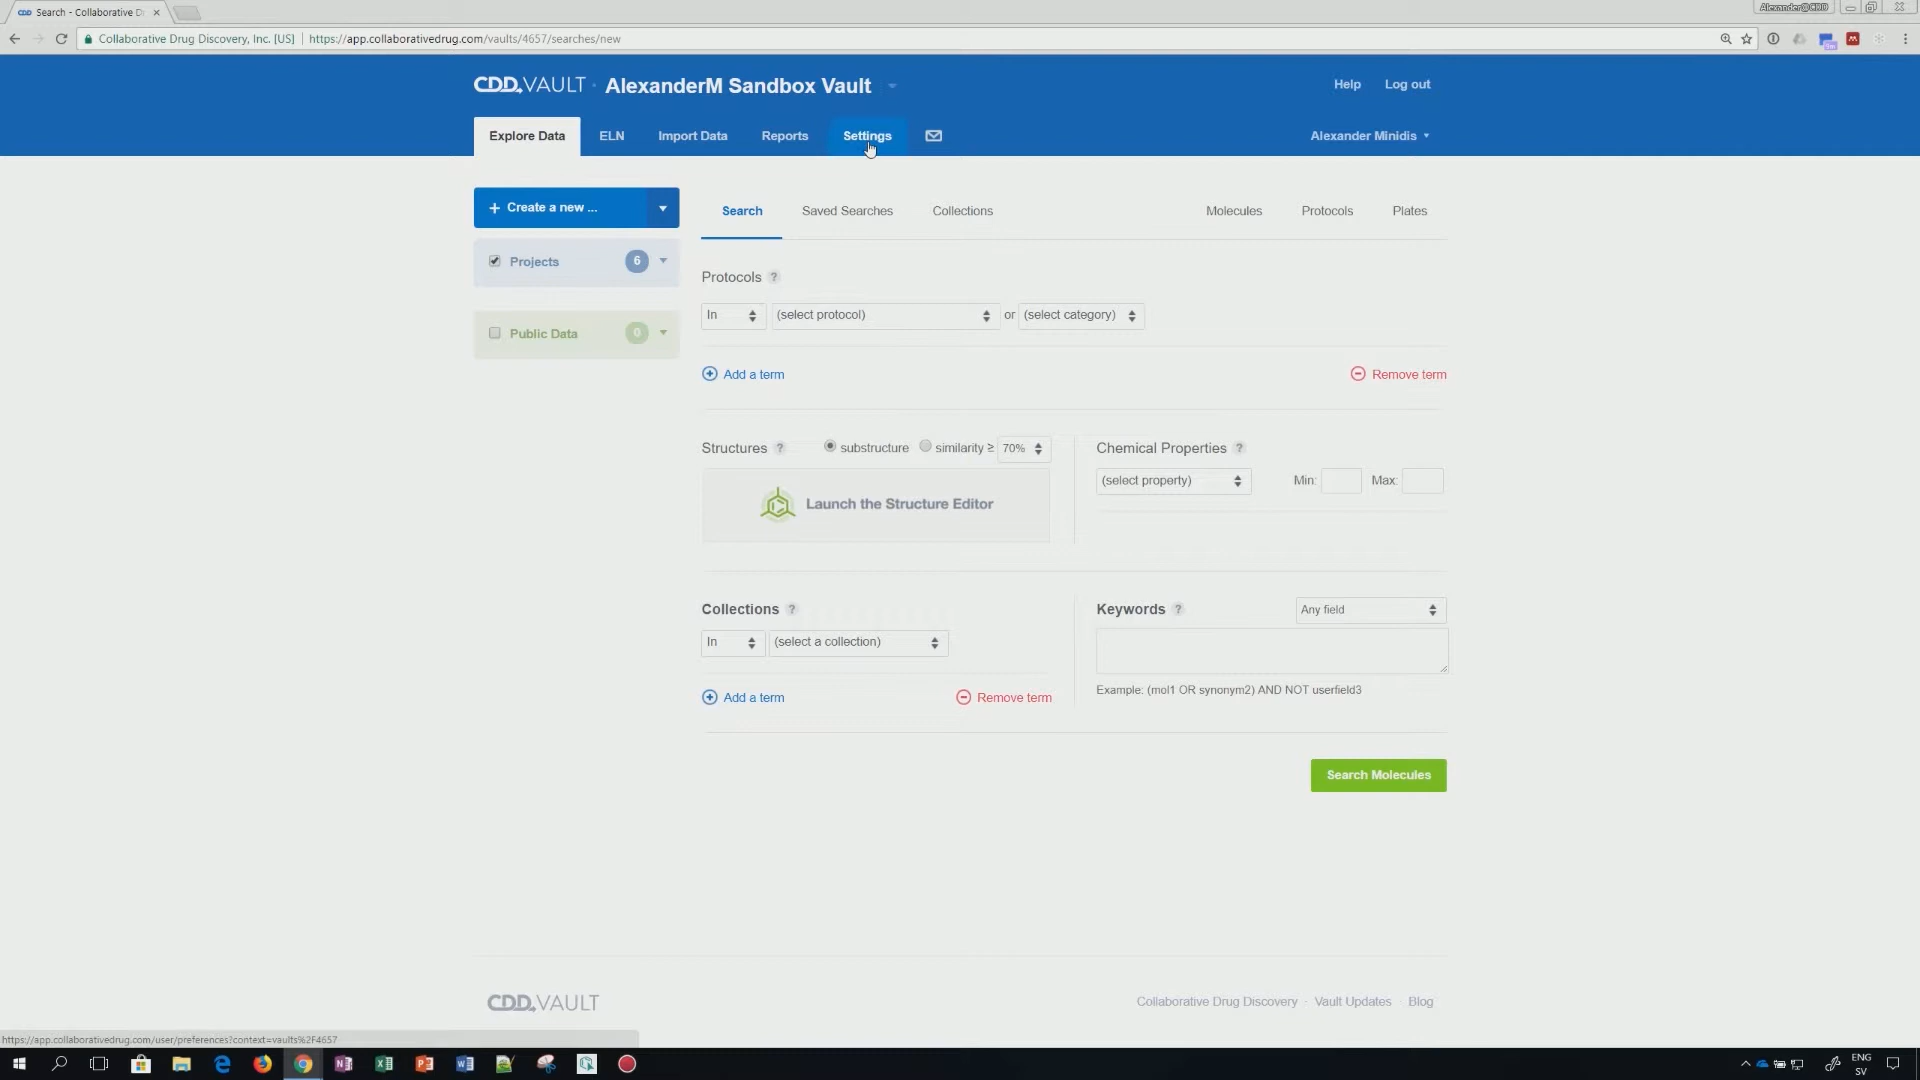 Search - Collaborative D
Alexander@CDD
Collaborative Drug Discovery, Inc. [US]
https://app.collaborativedrug.com/vaults/4657/searches/new
CDD VAULT
AlexanderM Sandbox Vault
Help
Log out
Explore Data
ELN
Import Data
Reports
Settings
Alexander Minidis
+ Create a new ...
Search
Saved Searches
Collections
Molecules
Protocols
Plates
Projects
6
Public Data
0
Protocols ?
In
(select protocol)
or
(select category)
Add a term
Remove term
Structures ?
substructure
similarity ≥
70%
Launch the Structure Editor
Chemical Properties ?
(select property)
Min:
Max:
Collections ?
In
(select a collection)
Add a term
Remove term
Keywords ?
Any field
Example: (mol1 OR synonym2) AND NOT userfield3
Search Molecules
CDD VAULT
Collaborative Drug Discovery · Vault Updates · Blog
https://app.collaborativedrug.com/user/preferences?context=vaults%2F4657
ENG
SV